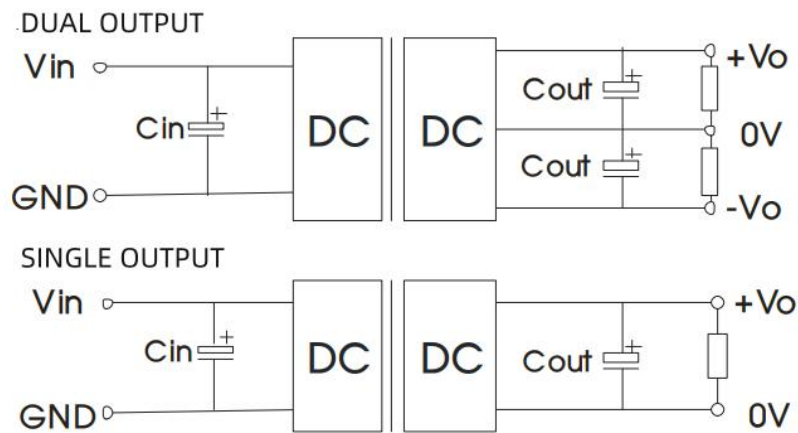 .DUAL OUTPUT
Vin
+Vo
Cin
+
DC
DC
Cout
+
0V
Cout
+
GND
-Vo
SINGLE OUTPUT
Vin
+Vo
Cin
+
DC
DC
Cout
+
GND
0V